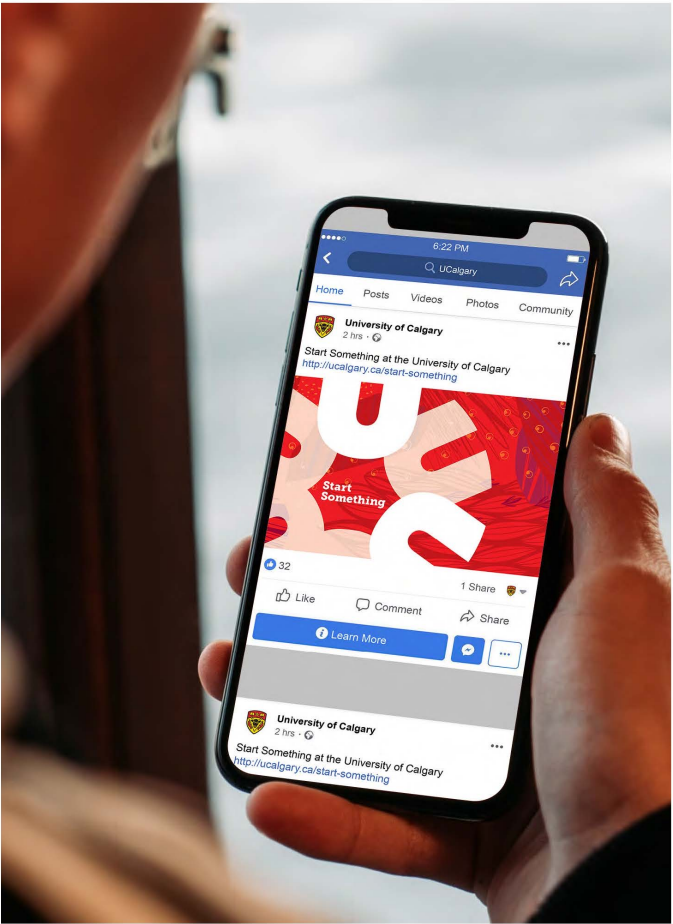 6:22 PM
UCalgary
Home Posts Videos Photos Community
University of Calgary
2 hrs
Start Something at the University of Calgary
http://ucalgary.ca/start-something
Start
Something
32
1 Share
Like Comment Share
Learn More
University of Calgary
2 hrs
Start Something at the University of Calgary
http://ucalgary.ca/start-something